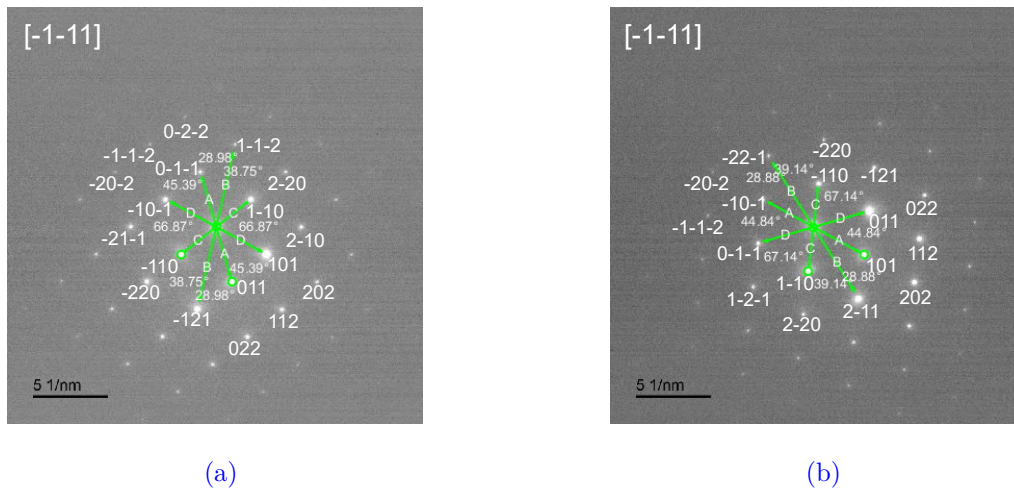 [-1-11]
0-2-2
1-1-2
-1-1-2
0-1-1
28.98°
38.75°
-20-2
45.39°
B
2-20
A
-10-1
D
C
1-10
66.87°
66.87°
-21-1
C
D
2-10
A
-110
B
45.39°
101
38.75°
-220
28.98°
011
202
-121
112
022
5 1/nm
(a)
[-1-11]
-22-1
39.14°
-220
28.88°
-110
-121
-20-2
B
67.14°
-10-1
C
A
D
022
44.84°
011
-1-1-2
44.84°
D
A
0-1-1
67.14°
C
112
B
101
1-10
39.14°
28.88°
1-2-1
202
2-11
2-20
5 1/nm
(b)